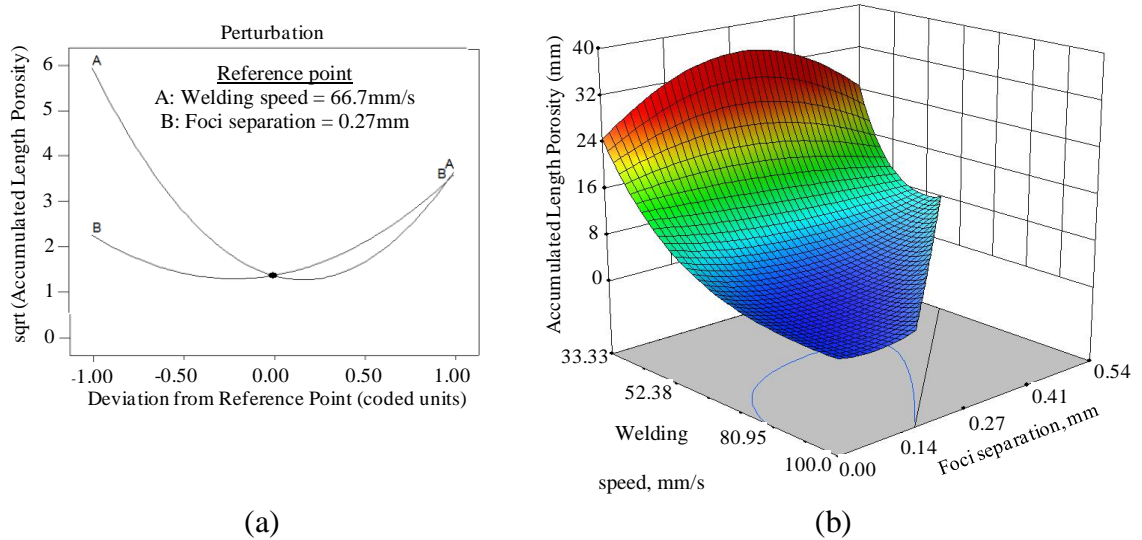 Perturbation
sqrt (Accumulated Length Porosity)
6
5
4
3
2
1
0
A
B
A
B
Reference point
A: Welding speed = 66.7mm/s
B: Foci separation = 0.27mm
-1.00 -0.50 0.00 0.50 1.00
Deviation from Reference Point (coded units)
(a)
Accumulated Length Porosity (mm)
40
32
24
16
8
0
33.33
52.38
80.95
100.0
Welding
speed, mm/s
0.00
0.14
0.27
0.41
0.54
Foci separation, mm
(b)